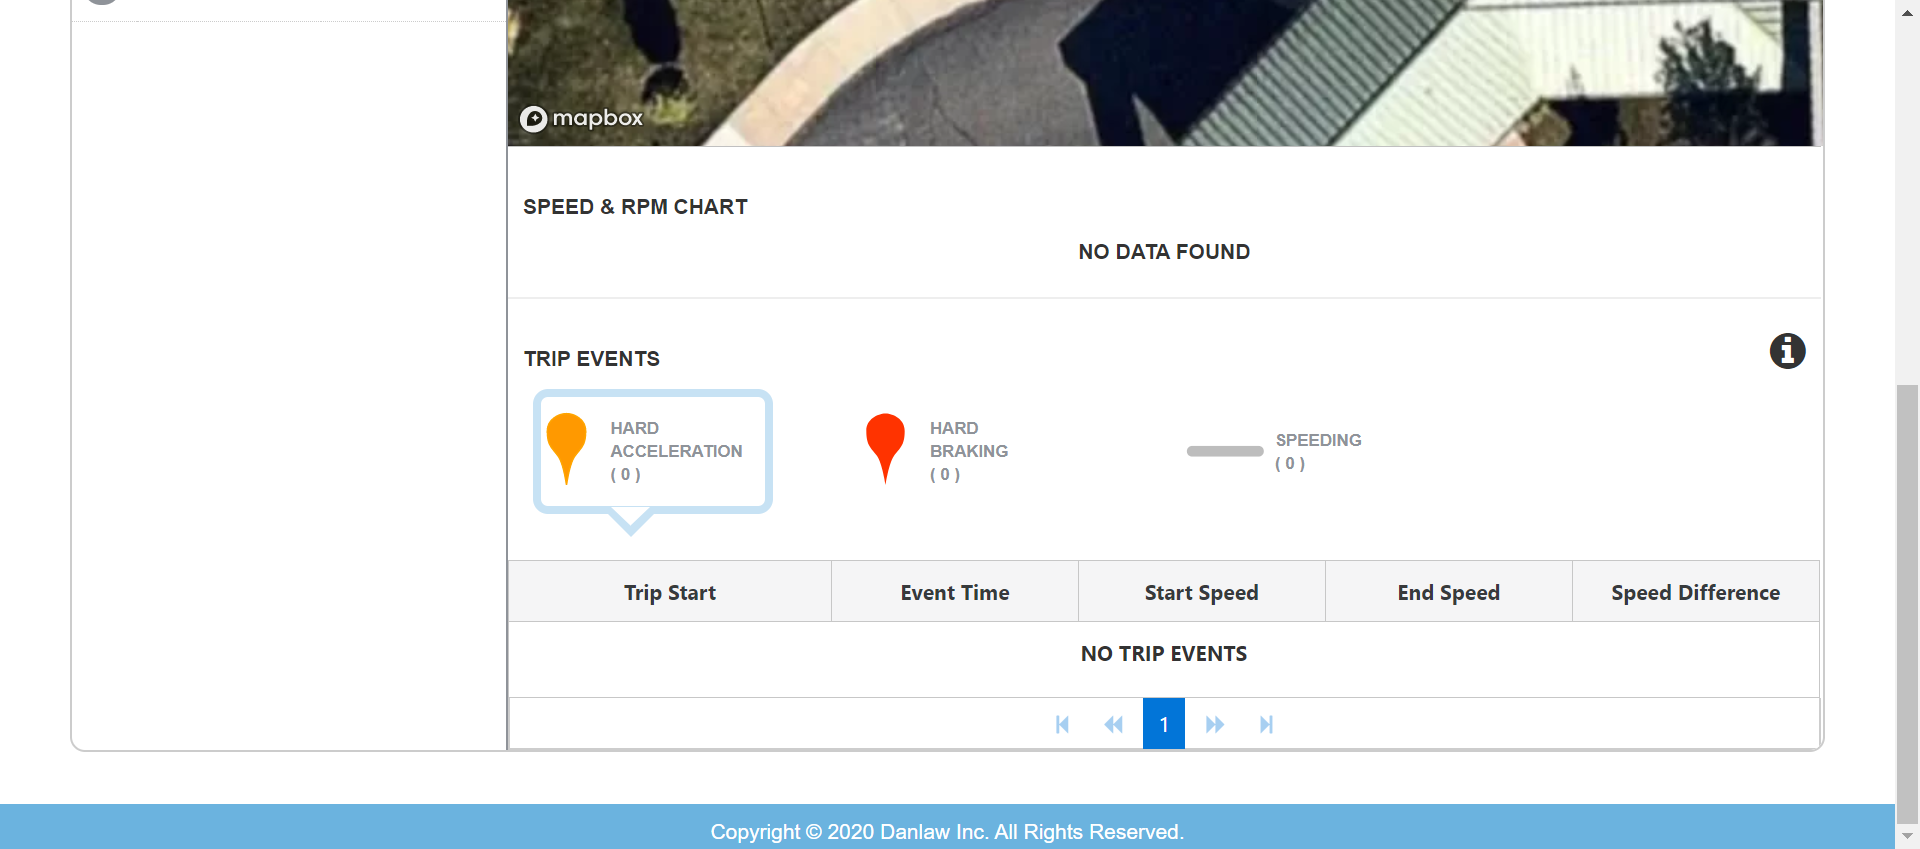 mapbox
SPEED & RPM CHART
NO DATA FOUND
TRIP EVENTS
HARD
ACCELERATION
( 0 )
HARD
BRAKING
( 0 )
SPEEDING
( 0 )
Trip Start Event Time Start Speed End Speed Speed Difference
NO TRIP EVENTS
1
Copyright © 2020 Danlaw Inc. All Rights Reserved.